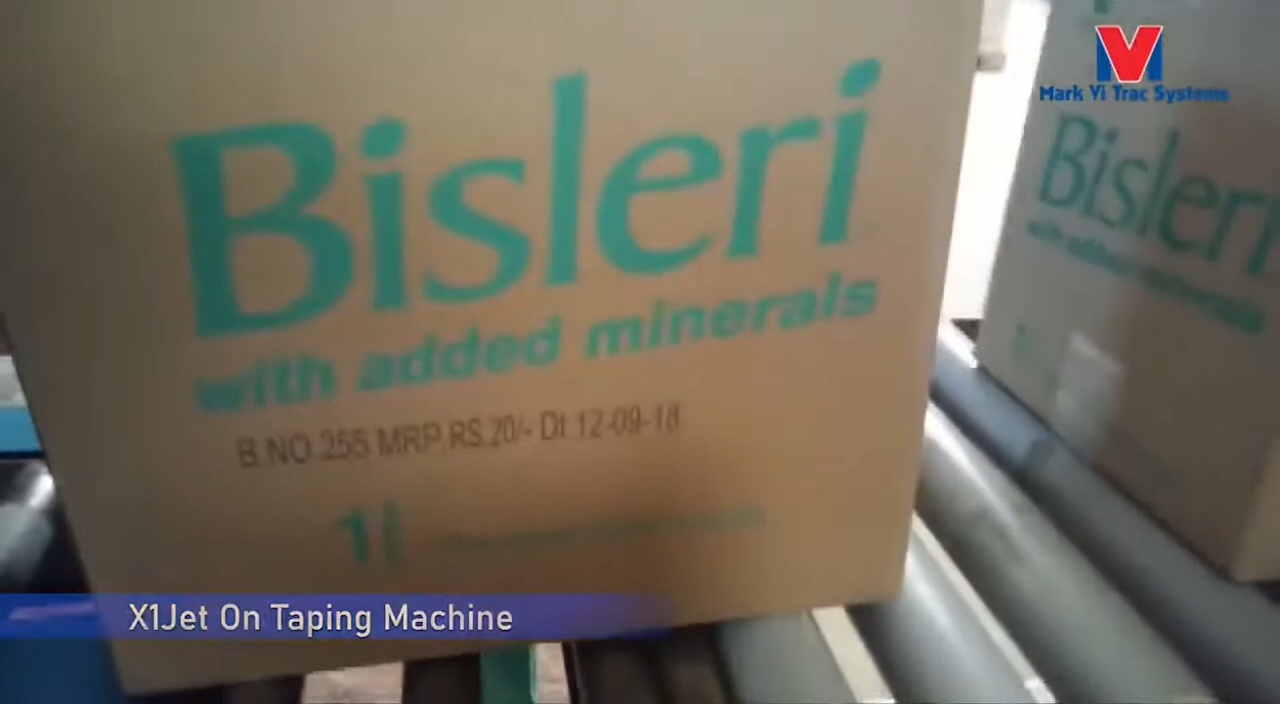 Bisleri
with added minerals
B.NO.255 MRP.RS.20/- Dt 12-09-18
1l
Mark Vi Trac Systems
Bisleri
with added minerals
X1Jet On Taping Machine